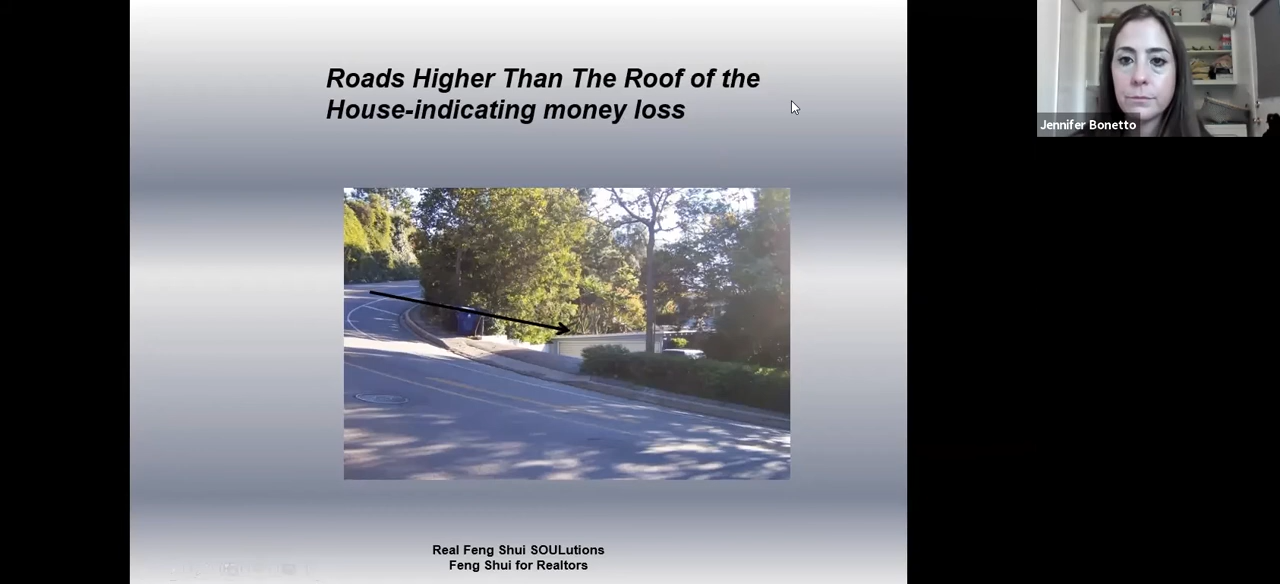 Roads Higher Than The Roof of the
House-indicating money loss
Jennifer Bonetto
Real Feng Shui SOULutions
Feng Shui for Realtors